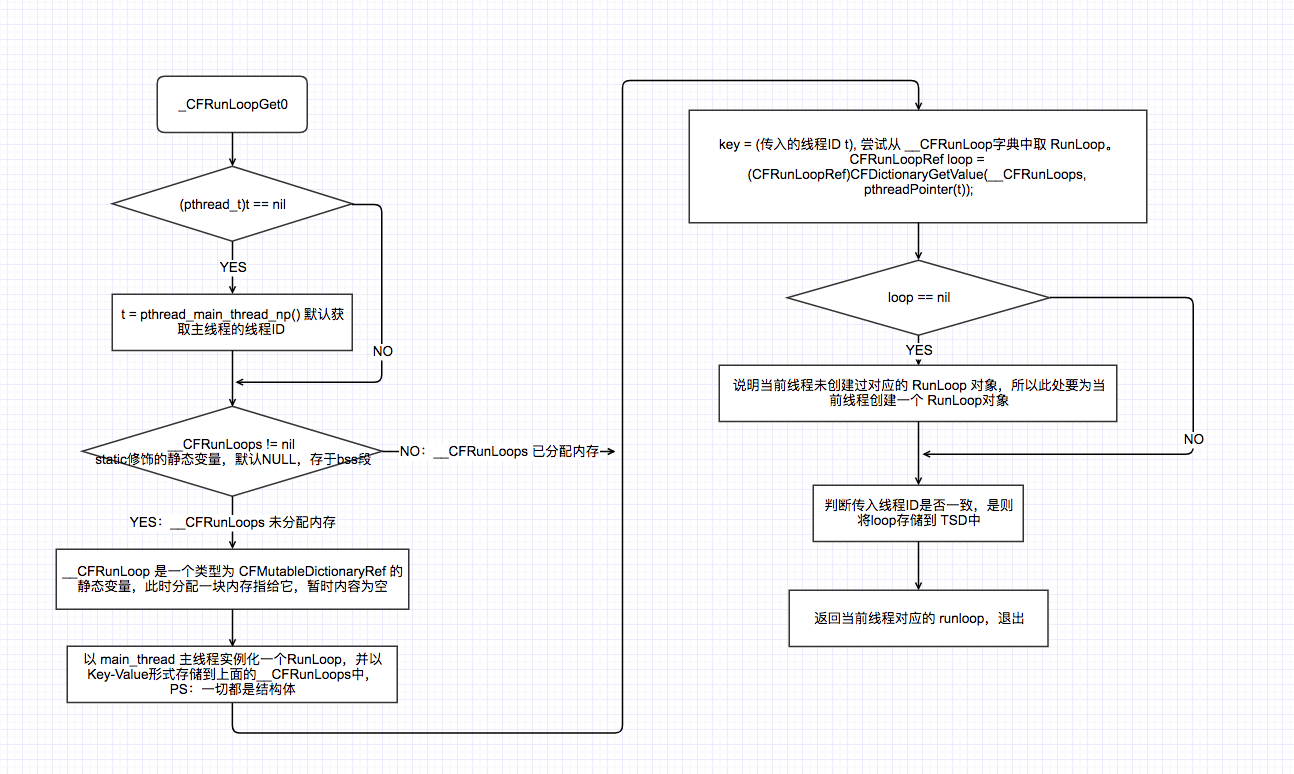 _CFRunLoopGet0
(pthread_t)t == nil
YES
t = pthread_main_thread_np() 默认获
取主线程的线程ID
NO
__CFRunLoops != nil
static修饰的静态变量，默认NULL，存于bss段
NO：__CFRunLoops 已分配内存
YES：__CFRunLoops 未分配内存
__CFRunLoop 是一个类型为 CFMutableDictionaryRef 的
静态变量，此时分配一块内存指给它，暂时内容为空
以 main_thread 主线程实例化一个RunLoop，并以
Key-Value形式存储到上面的__CFRunLoops中，
PS：一切都是结构体
key = (传入的线程ID t), 尝试从 __CFRunLoop字典中取 RunLoop。
CFRunLoopRef loop =
(CFRunLoopRef)CFDictionaryGetValue(__CFRunLoops,
pthreadPointer(t));
loop == nil
YES
说明当前线程未创建过对应的 RunLoop 对象，所以此处要为当
前线程创建一个 RunLoop对象
NO
判断传入线程ID是否一致，是则
将loop存储到 TSD中
返回当前线程对应的 runloop，退出